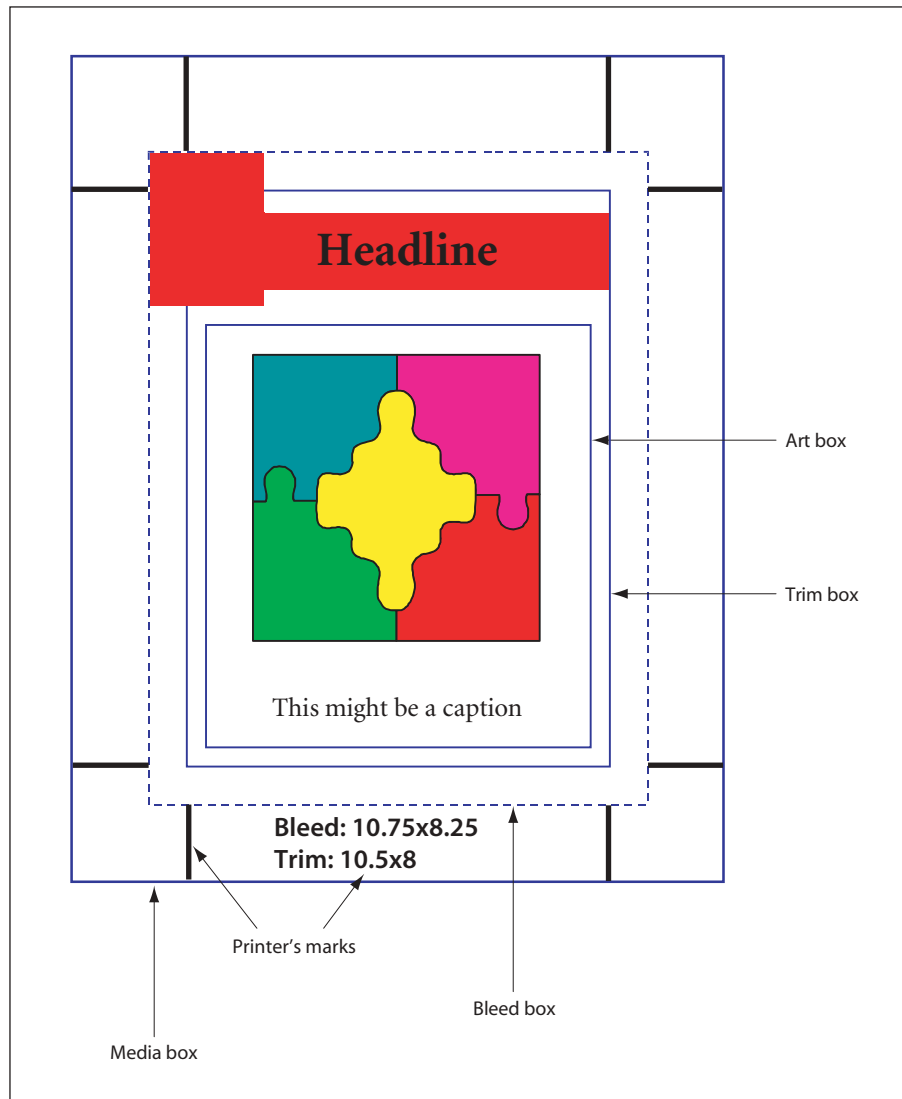 Headline
Art box
Trim box
This might be a caption
Bleed: 10.75x8.25
Trim: 10.5x8
Printer’s marks
Bleed box
Media box